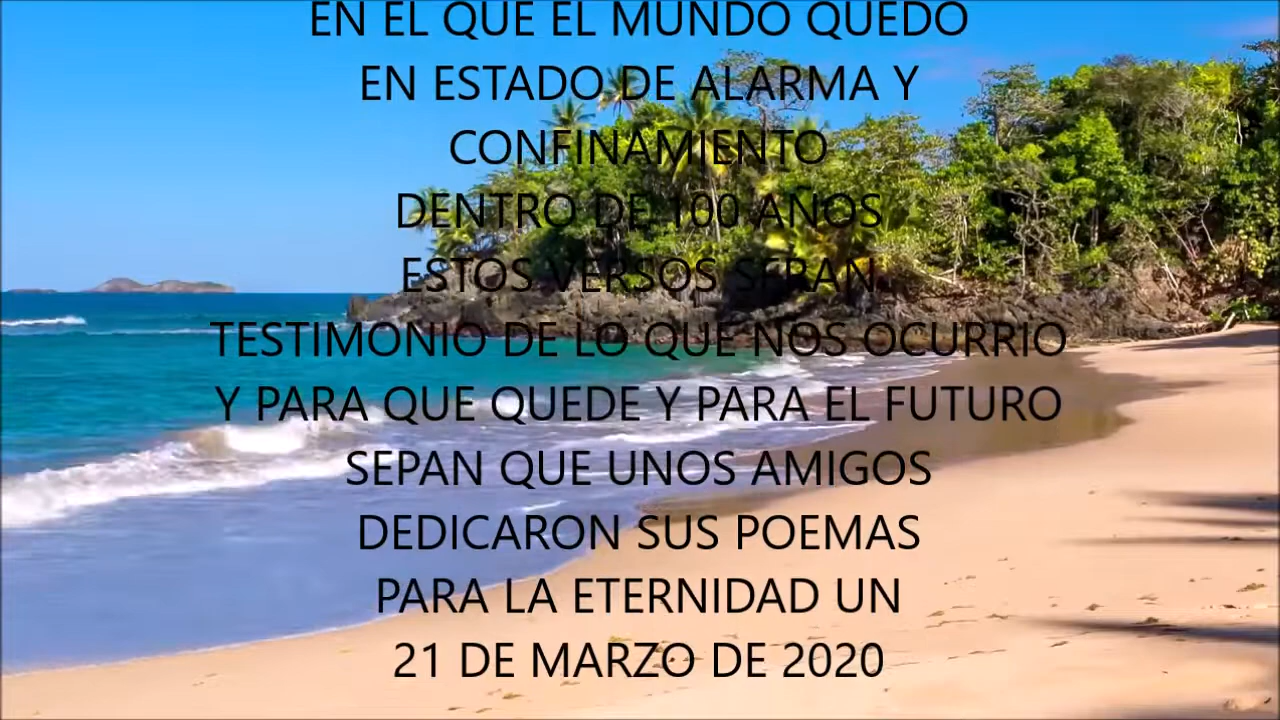 EN EL QUE EL MUNDO QUEDO
EN ESTADO DE ALARMA Y
CONFINAMIENTO
DENTRO DE 100 AÑOS
ESTOS VERSOS SERAN
TESTIMONIO DE LO QUE NOS OCURRIO
Y PARA QUE QUEDE Y PARA EL FUTURO
SEPAN QUE UNOS AMIGOS
DEDICARON SUS POEMAS
PARA LA ETERNIDAD UN
21 DE MARZO DE 2020